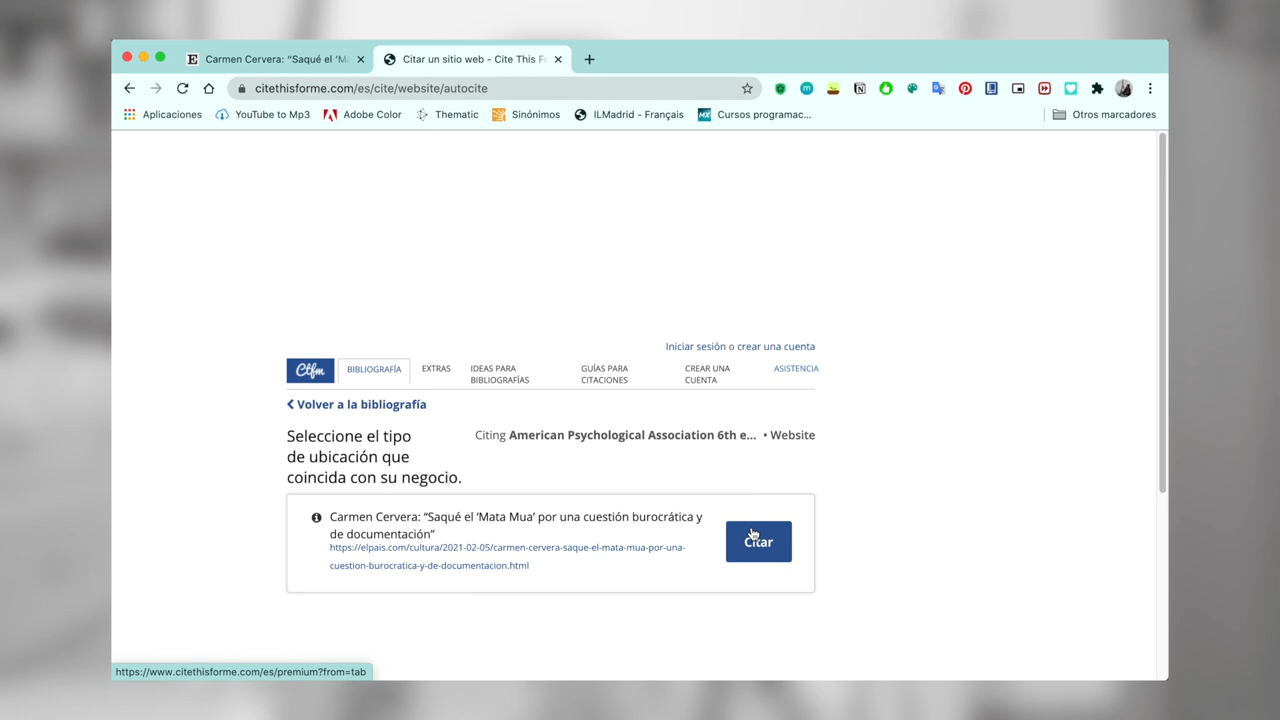 Carmen Cervera: “Saqué el ‘Ma
Citar un sitio web - Cite This Fo
citethisforme.com/es/cite/website/autocite
Aplicaciones
YouTube to Mp3
Adobe Color
Thematic
Sinónimos
ILMadrid - Français
MX
Cursos programac...
Otros marcadores
Iniciar sesión o crear una cuenta
Ctfm
BIBLIOGRAFÍA
EXTRAS
IDEAS PARA
BIBLIOGRAFÍAS
GUÍAS PARA
CITACIONES
CREAR UNA
CUENTA
ASISTENCIA
Volver a la bibliografía
Seleccione el tipo
de ubicación que
coincida con su negocio.
Citing American Psychological Association 6th e... • Website
Carmen Cervera: “Saqué el ‘Mata Mua’ por una cuestión burocrática y
de documentación”
https://elpais.com/cultura/2021-02-05/carmen-cervera-saque-el-mata-mua-por-una-
cuestion-burocratica-y-de-documentacion.html
Citar
https://www.citethisforme.com/es/premium?from=tab